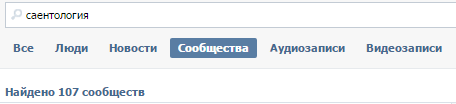 саентология
Все Люди Новости Сообщества Аудиозаписи Видеозаписи
Найдено 107 сообществ